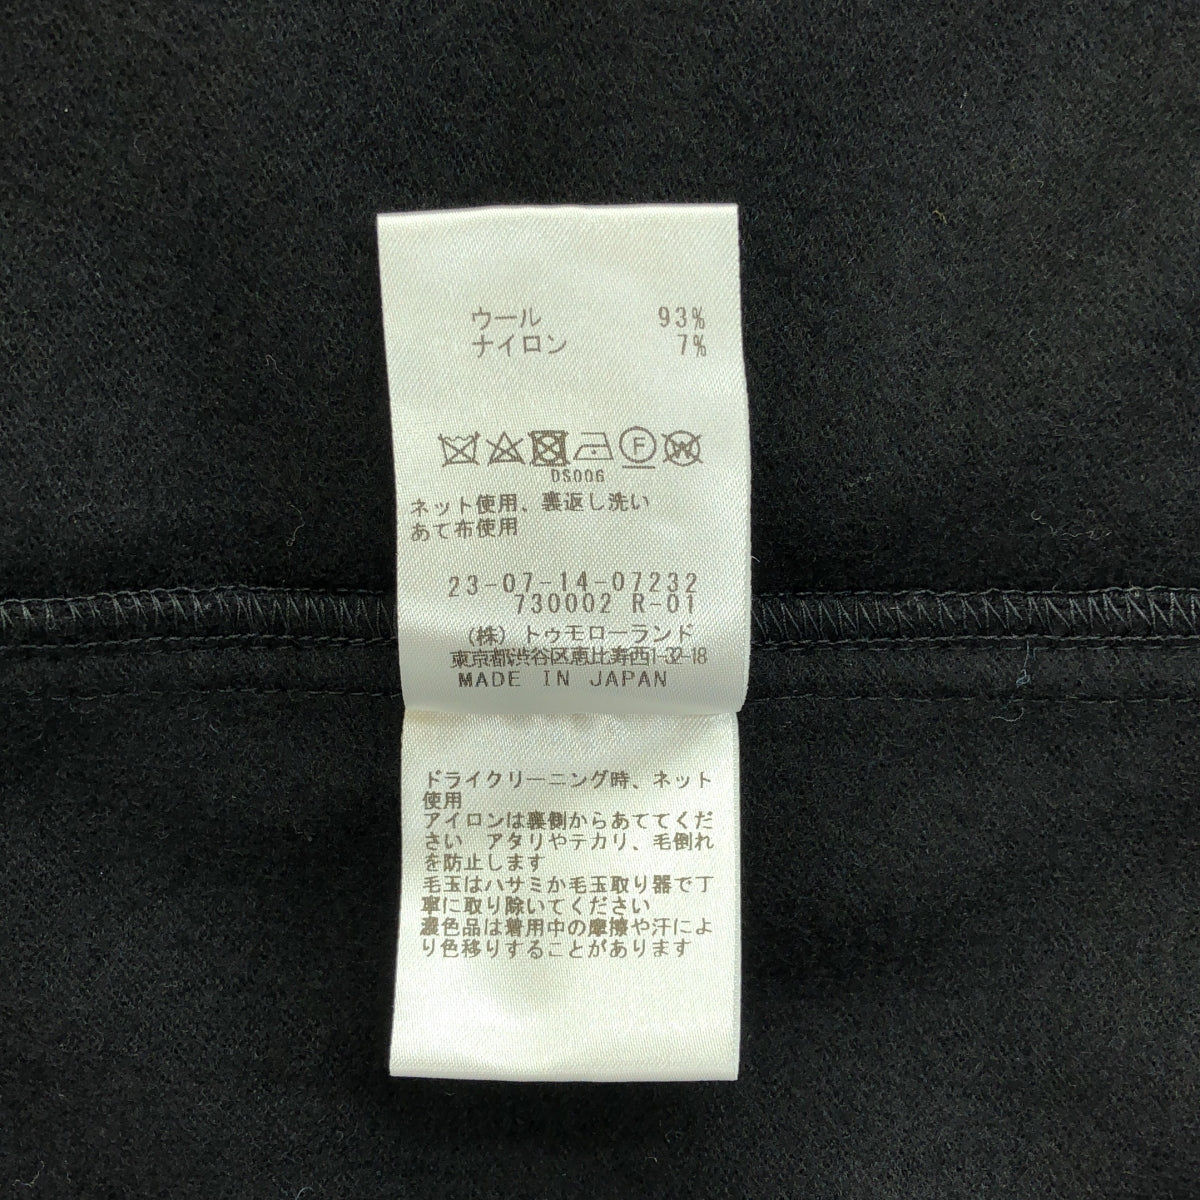 ウール 93%
ナイロン 7%
F W
DS006
ネット使用、裏返し洗い
あて布使用
23-07-14-07232
730002 R-01
(株) トゥモローランド
東京都渋谷区恵比寿西1-32-18
MADE IN JAPAN
ドライクリーニング時、ネット
使用
アイロンは裏側からあててくだ
さい アタリやテカリ、毛倒れ
を防止します
毛玉はハサミか毛玉取り器で丁
寧に取り除いてください
濃色品は着用中の摩擦や汗によ
り色移りすることがあります